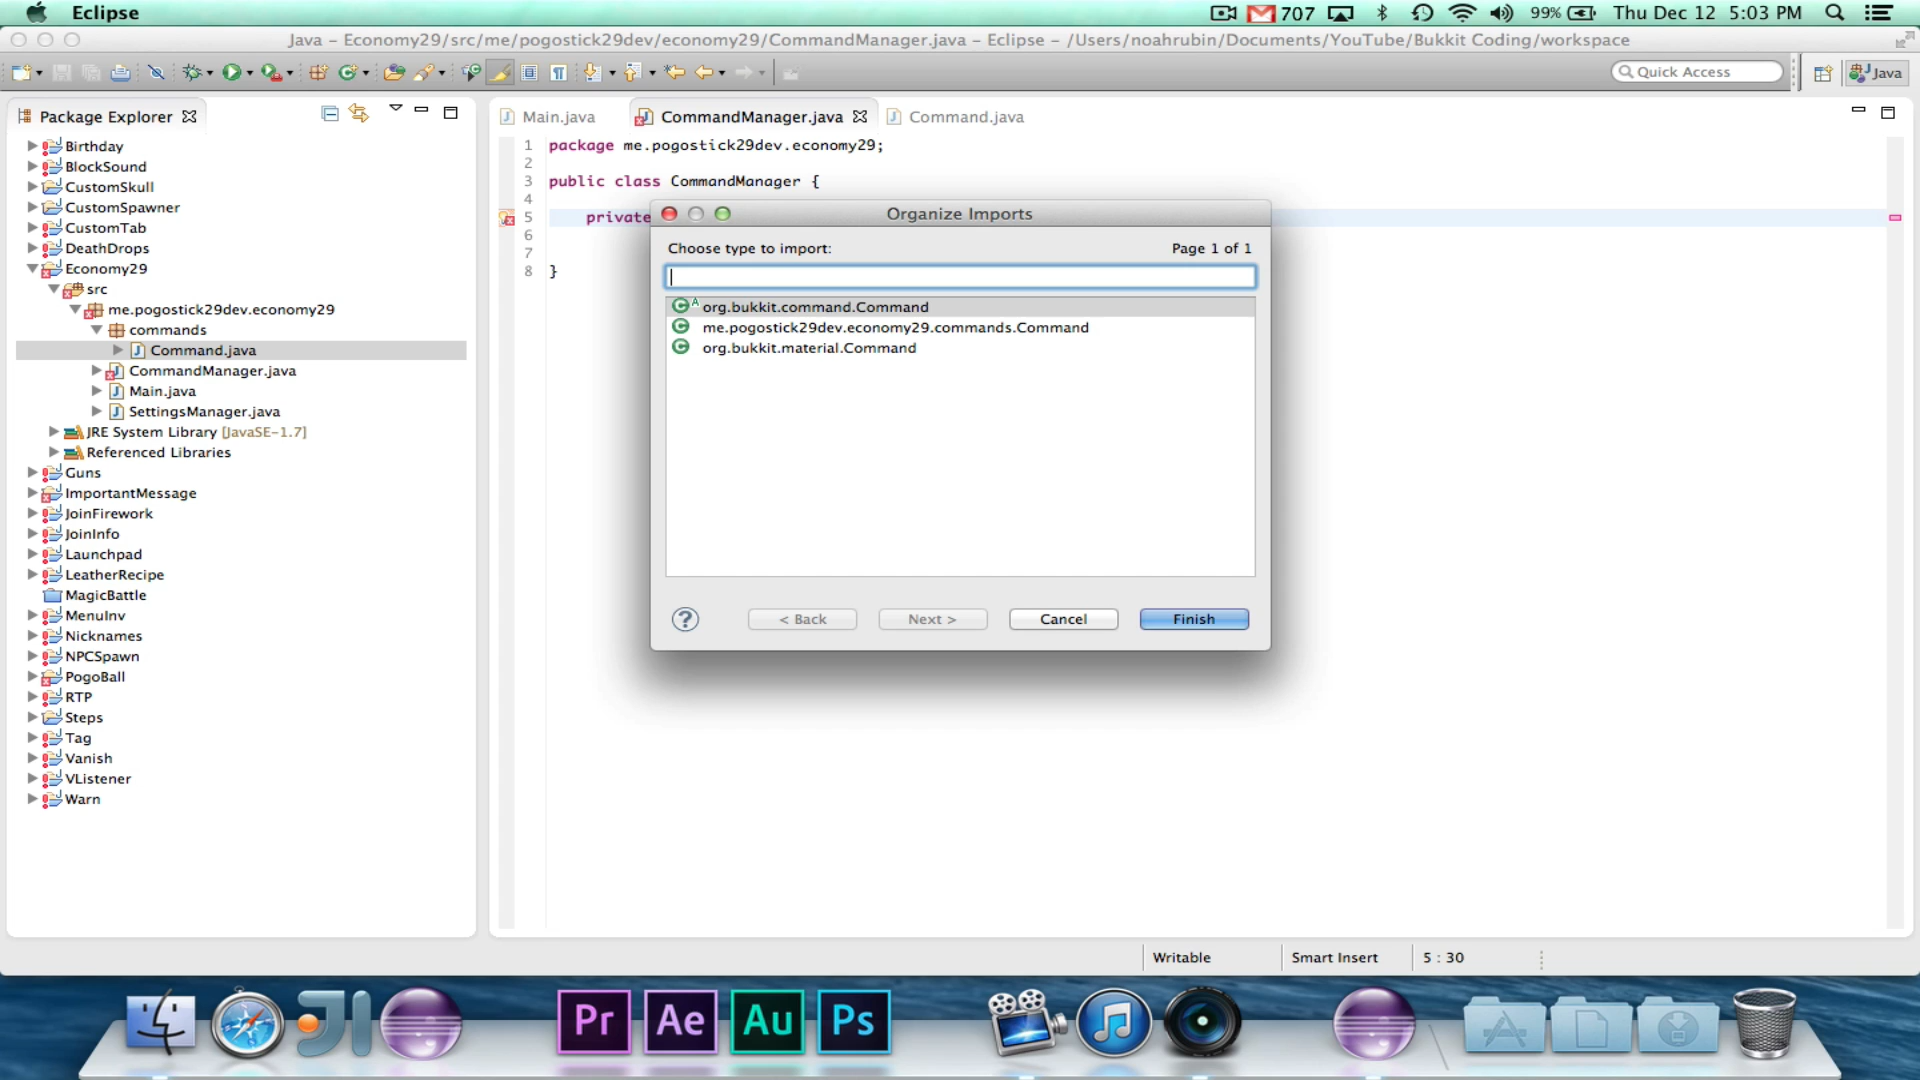 Eclipse
707
99%
Thu Dec 12 5:03 PM
Java – Economy29/src/me/pogostick29dev/economy29/CommandManager.java – Eclipse – /Users/noahrubin/Documents/YouTube/Bukkit Coding/workspace
Quick Access
Java
Package Explorer
Main.java
CommandManager.java
Command.java
Birthday
BlockSound
CustomSkull
CustomSpawner
CustomTab
DeathDrops
Economy29
src
me.pogostick29dev.economy29
commands
Command.java
CommandManager.java
Main.java
SettingsManager.java
JRE System Library [JavaSE-1.7]
Referenced Libraries
Guns
ImportantMessage
JoinFirework
JoinInfo
Launchpad
LeatherRecipe
MagicBattle
MenuInv
Nicknames
NPCSpawn
PogoBall
RTP
Steps
Tag
Vanish
VListener
Warn
1 package me.pogostick29dev.economy29;
2
3 public class CommandManager {
4
5 private
6
7
8 }
Organize Imports
Choose type to import:
Page 1 of 1
org.bukkit.command.Command
me.pogostick29dev.economy29.commands.Command
org.bukkit.material.Command
?
< Back
Next >
Cancel
Finish
Writable
Smart Insert
5 : 30
Pr
Ae
Au
Ps